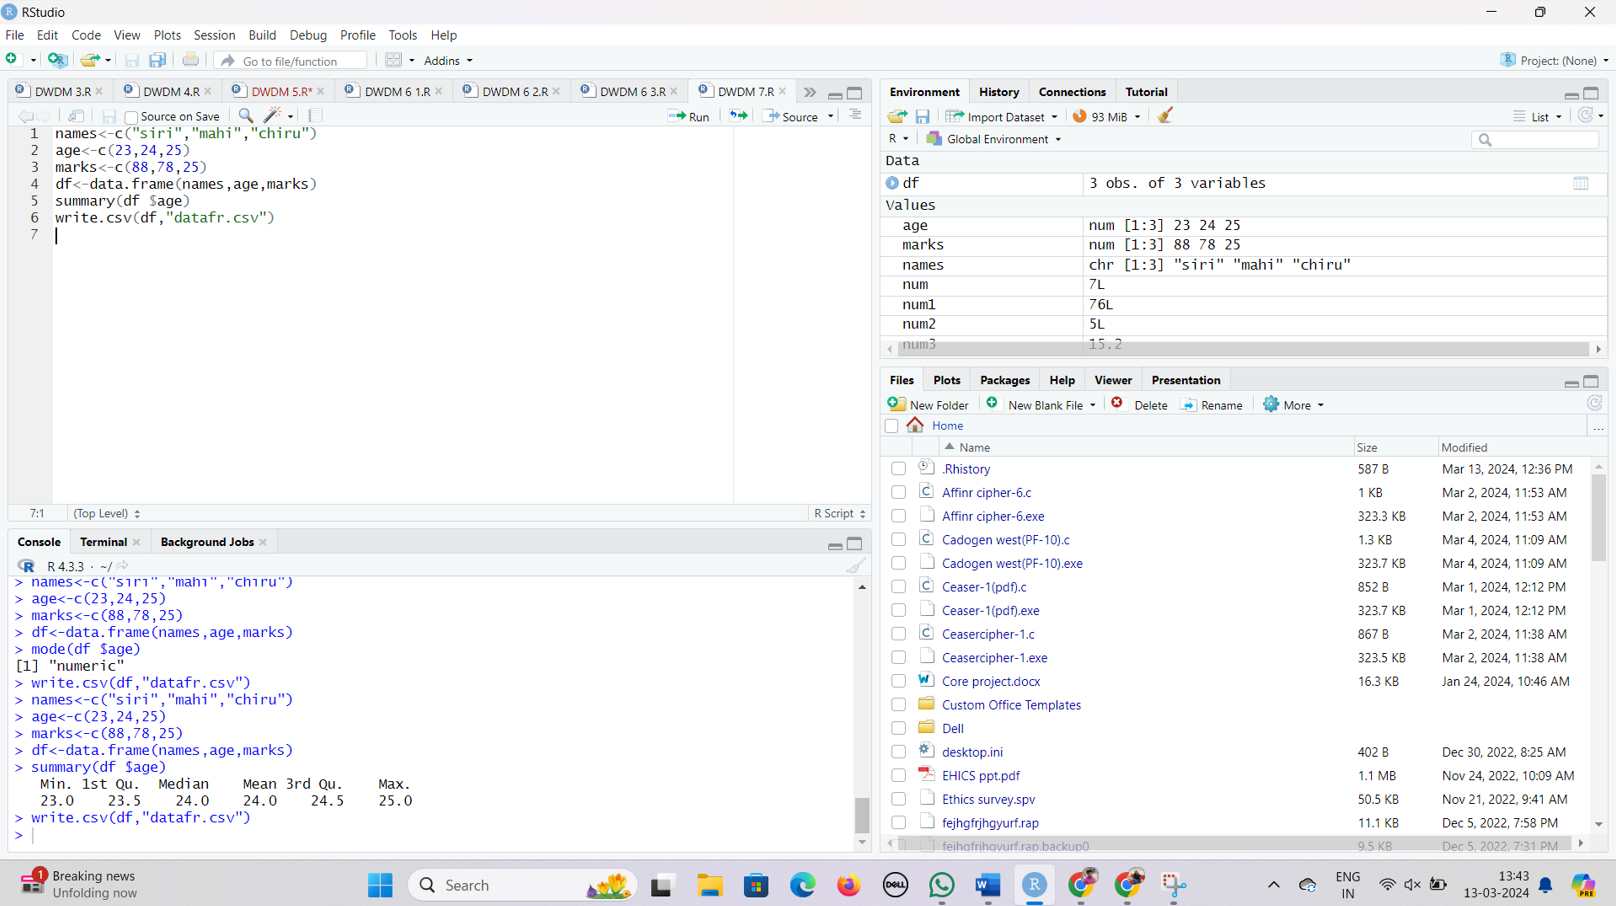 RStudio
File Edit Code View Plots Session Build Debug Profile Tools Help
Go to file/function Addins Project: (None)
DWDM 3.R DWDM 4.R DWDM 5.R* DWDM 6 1.R DWDM 6 2.R DWDM 6 3.R DWDM 7.R
Source on Save Run Source
1 names<-c("siri","mahi","chiru")
2 age<-c(23,24,25)
3 marks<-c(88,78,25)
4 df<-data.frame(names,age,marks)
5 summary(df $age)
6 write.csv(df,"datafr.csv")
7
7:1 (Top Level) R Script
Console Terminal Background Jobs
R 4.3.3 · ~/
> names<-c("siri","mahi","chiru")
> age<-c(23,24,25)
> marks<-c(88,78,25)
> df<-data.frame(names,age,marks)
> mode(df $age)
[1] "numeric"
> write.csv(df,"datafr.csv")
> names<-c("siri","mahi","chiru")
> age<-c(23,24,25)
> marks<-c(88,78,25)
> df<-data.frame(names,age,marks)
> summary(df $age)
Min. 1st Qu. Median Mean 3rd Qu. Max.
23.0 23.5 24.0 24.0 24.5 25.0
> write.csv(df,"datafr.csv")
>
Environment History Connections Tutorial
Import Dataset 93 MiB List
R Global Environment
Data
df 3 obs. of 3 variables
Values
age num [1:3] 23 24 25
marks num [1:3] 88 78 25
names chr [1:3] "siri" "mahi" "chiru"
num 7L
num1 76L
num2 5L
num3 15.2
Files Plots Packages Help Viewer Presentation
New Folder New Blank File Delete Rename More
Home ...
Name Size Modified
.Rhistory 587 B Mar 13, 2024, 12:36 PM
Affinr cipher-6.c 1 KB Mar 2, 2024, 11:53 AM
Affinr cipher-6.exe 323.3 KB Mar 2, 2024, 11:53 AM
Cadogen west(PF-10).c 1.3 KB Mar 4, 2024, 11:09 AM
Cadogen west(PF-10).exe 323.7 KB Mar 4, 2024, 11:09 AM
Ceaser-1(pdf).c 852 B Mar 1, 2024, 12:12 PM
Ceaser-1(pdf).exe 323.7 KB Mar 1, 2024, 12:12 PM
Ceasercipher-1.c 867 B Mar 2, 2024, 11:38 AM
Ceasercipher-1.exe 323.5 KB Mar 2, 2024, 11:38 AM
Core project.docx 16.3 KB Jan 24, 2024, 10:46 AM
Custom Office Templates
Dell
desktop.ini 402 B Dec 30, 2022, 8:25 AM
EHICS ppt.pdf 1.1 MB Nov 24, 2022, 10:09 AM
Ethics survey.spv 50.5 KB Nov 21, 2022, 9:41 AM
fejhgfrjhgyurf.rap 11.1 KB Dec 5, 2022, 7:58 PM
fejhgfrjhgyurf.rap.backup0 9.5 KB Dec 5, 2022, 7:31 PM
1 Breaking news
Unfolding now
Search
DELL
PRE
ENG
IN
13:43
13-03-2024